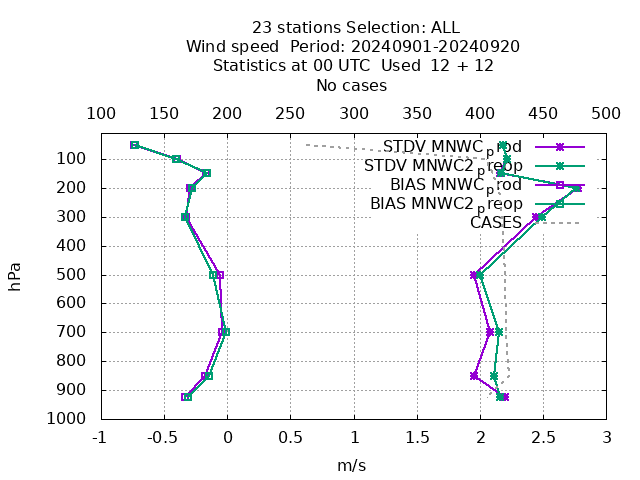 23 stations Selection: ALL
Wind speed  Period: 20240901-20240920
Statistics at 00 UTC  Used  12 + 12
No cases
100 150 200 250 300 350 400 450 500
STDV MNWC_prod
STDV MNWC2_preop
BIAS MNWC_prod
BIAS MNWC2_preop
CASES
100
200
300
400
500
600
700
800
900
1000
hPa
-1 -0.5 0 0.5 1 1.5 2 2.5 3
m/s